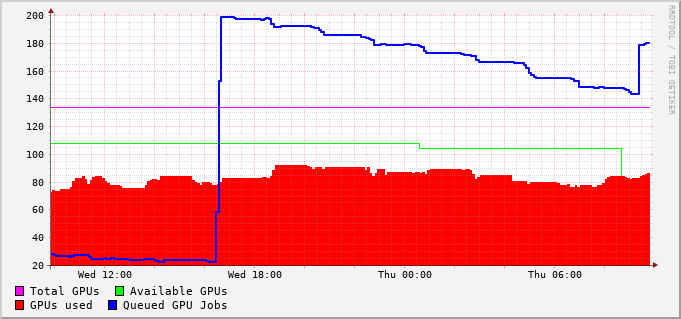 200
180
160
140
120
100
80
60
40
20
Wed 12:00 Wed 18:00 Thu 00:00 Thu 06:00
Total GPUs Available GPUs
GPUs used Queued GPU Jobs
RRDTOOL / TOBI OETIKER